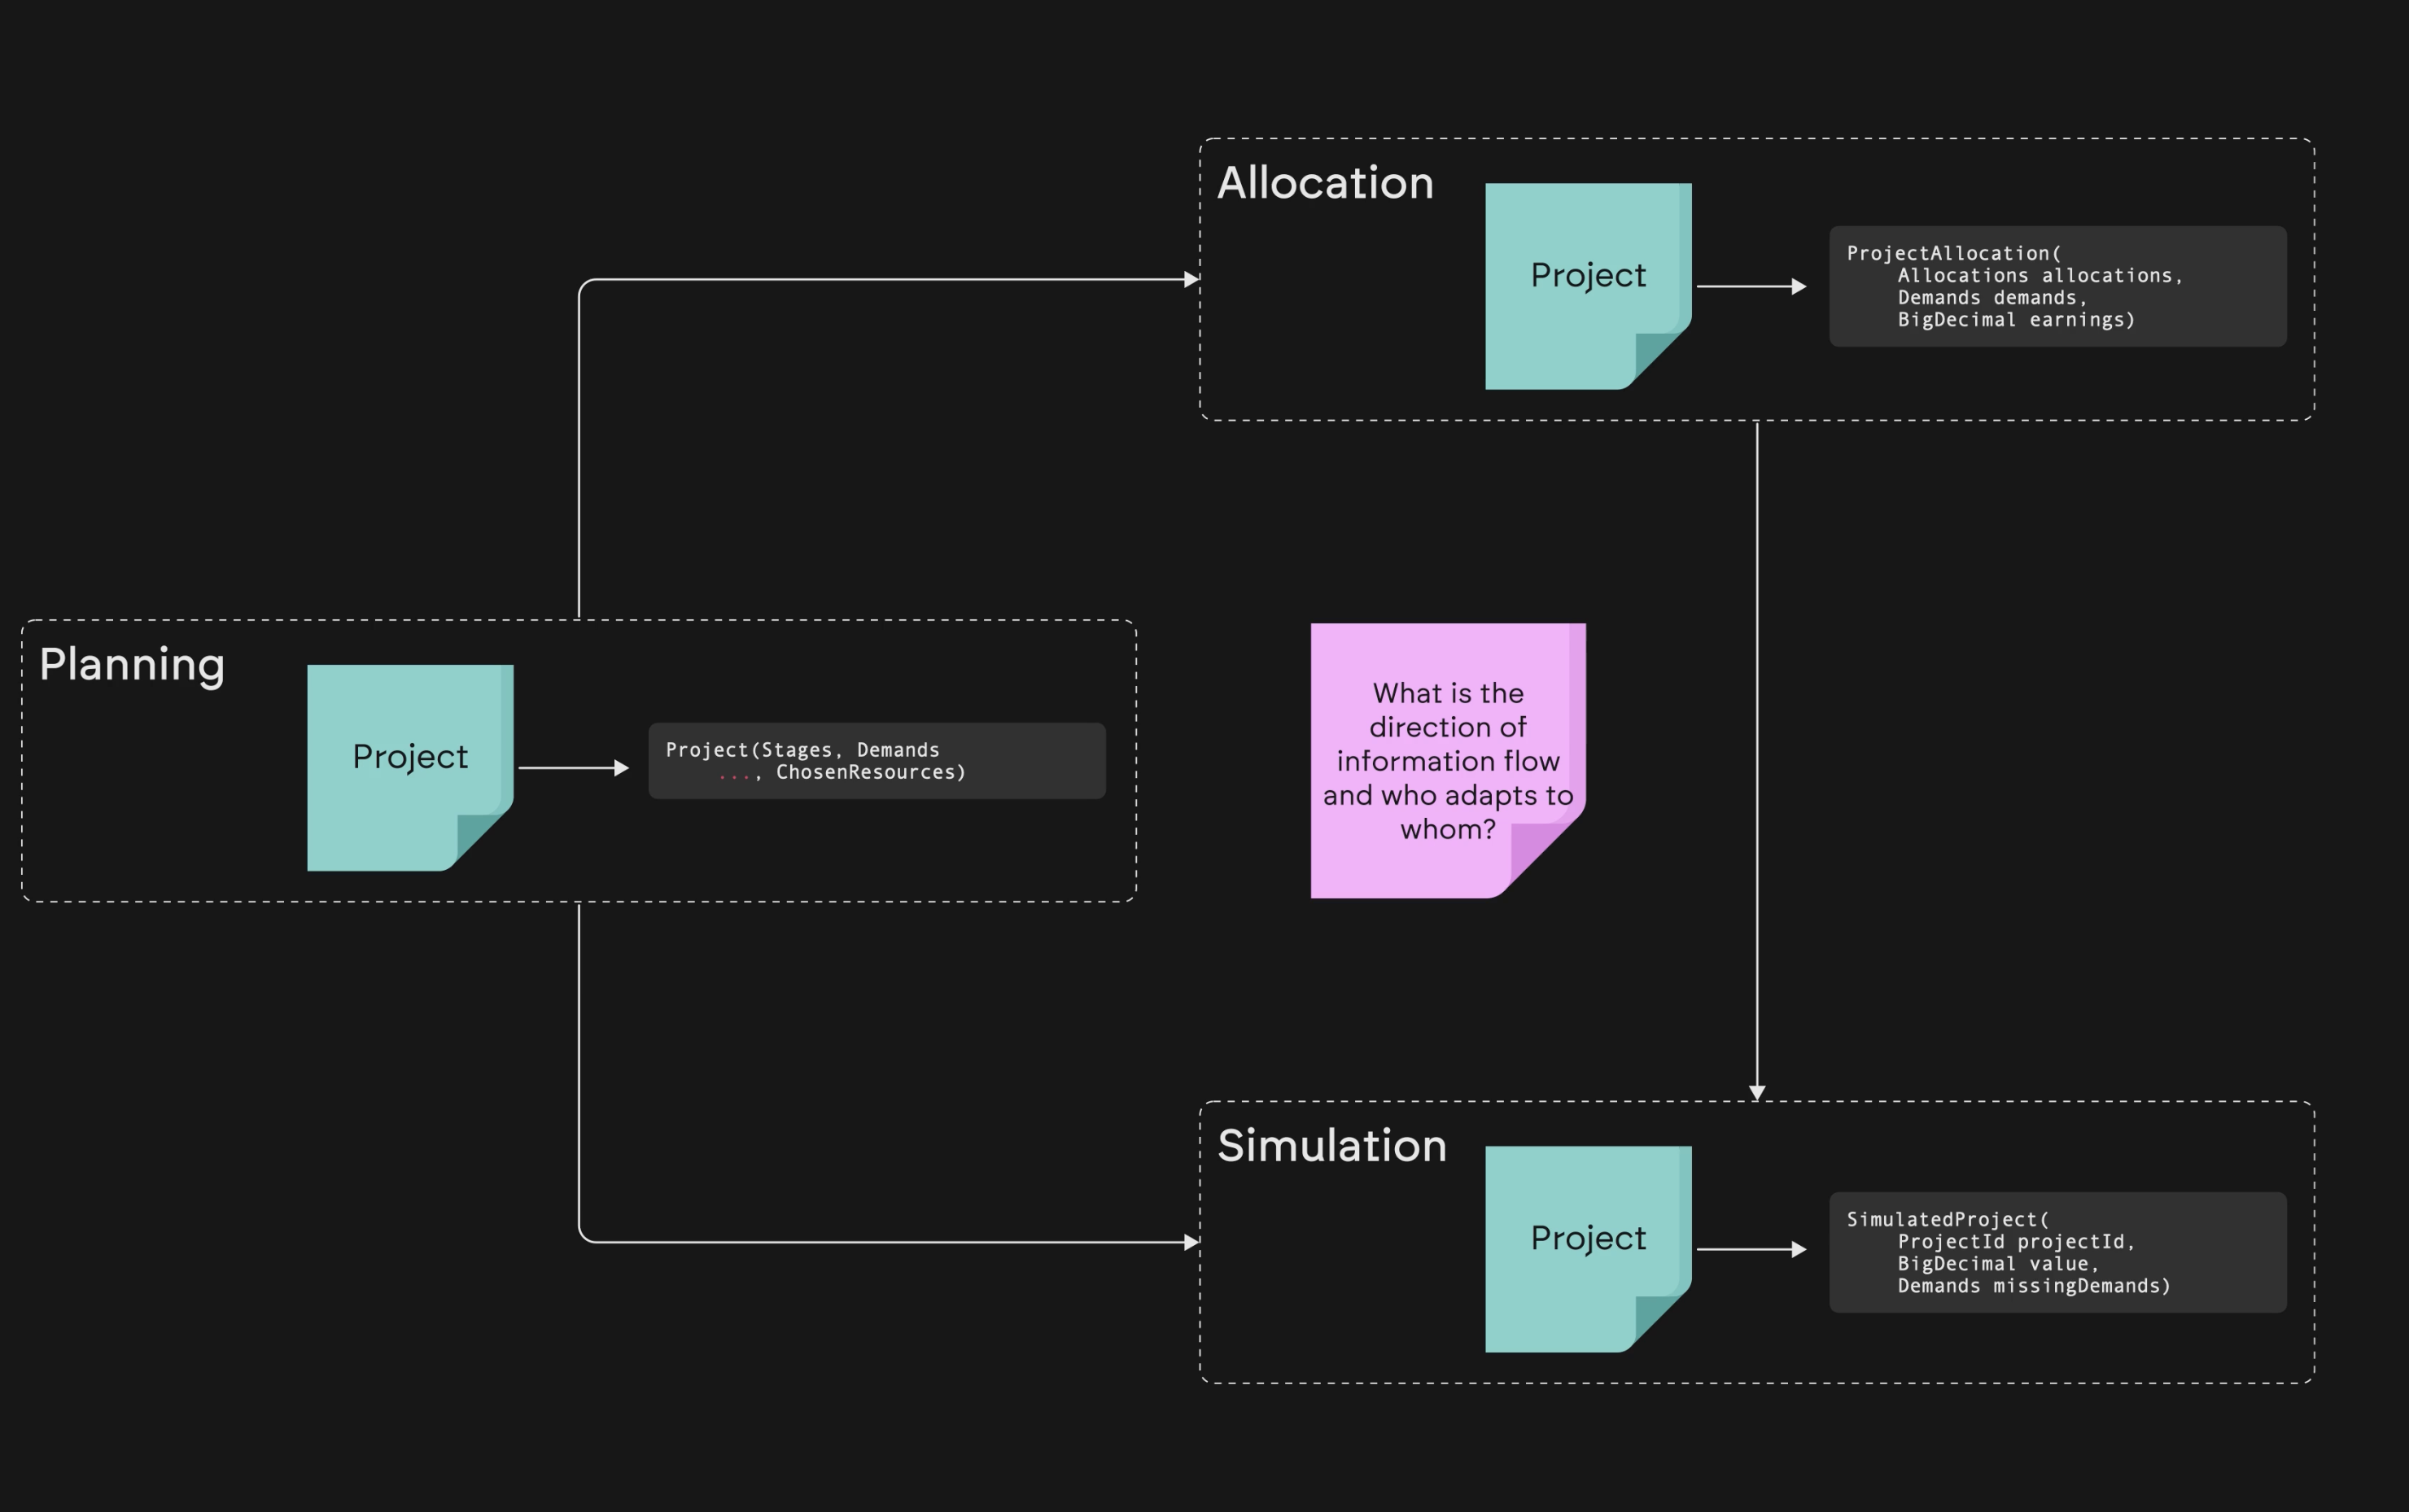 Allocation
Project
ProjectAllocation(
Allocations allocations,
Demands demands,
BigDecimal earnings)
Planning
Project
Project(Stages, Demands
..., ChosenResources)
What is the
direction of
information flow
and who adapts to
whom?
Simulation
Project
SimulatedProject(
ProjectId projectId,
BigDecimal value,
Demands missingDemands)